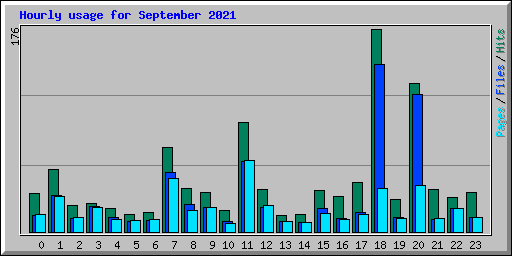 Hourly usage for September 2021
176
Pages/Files/Hits
0 1 2 3 4 5 6 7 8 9 10 11 12 13 14 15 16 17 18 19 20 21 22 23